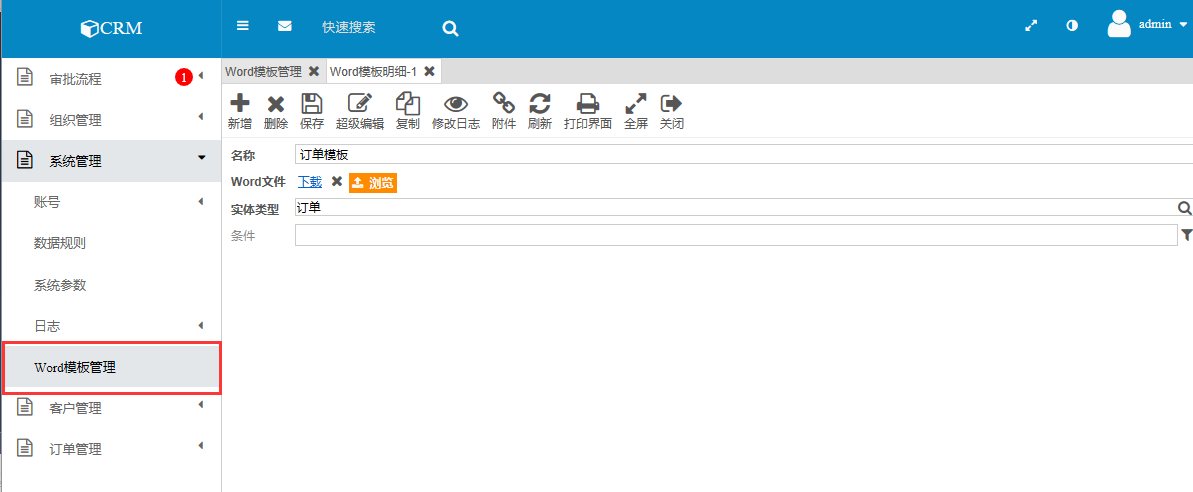 CRM
快速搜索
admin
审批流程 1
组织管理
系统管理
账号
数据规则
系统参数
日志
Word模板管理
客户管理
订单管理
Word模板管理 Word模板明细-1
新增 删除 保存 超级编辑 复制 修改日志 附件 刷新 打印界面 全屏 关闭
名称 订单模板
Word文件 下载 浏览
实体类型 订单
条件